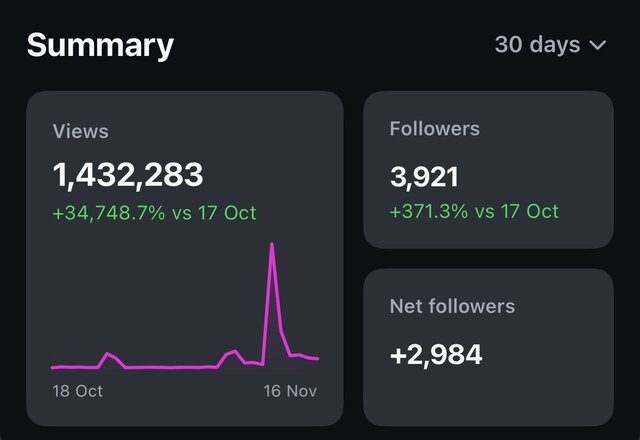 Summary
30 days
Views
1,432,283
+34,748.7% vs 17 Oct
18 Oct
16 Nov
Followers
3,921
+371.3% vs 17 Oct
Net followers
+2,984